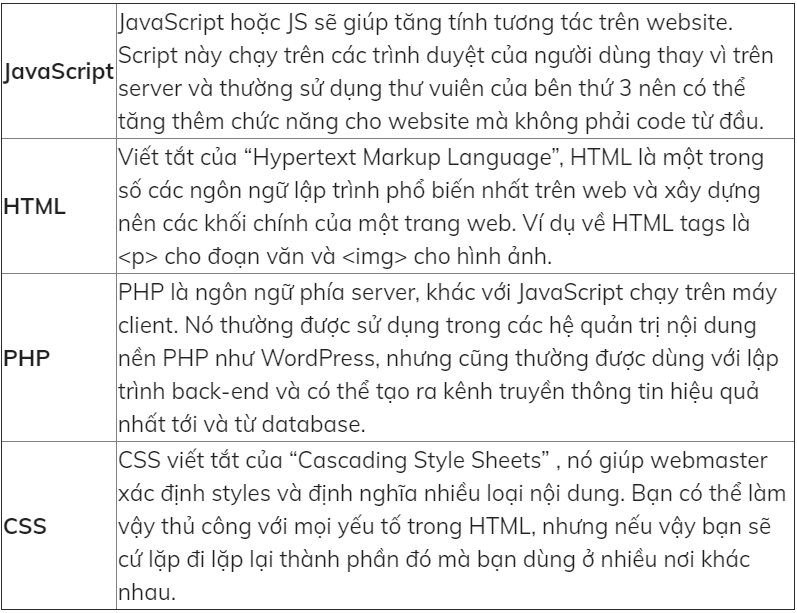 JavaScript hoặc JS sẽ giúp tăng tính tương tác trên website.
Script này chạy trên các trình duyệt của người dùng thay vì trên
JavaScript
server và thường sử dụng thư vuiên của bên thứ 3 nên có thể
tăng thêm chức năng cho website mà không phải code từ đầu.
Viết tắt của “Hypertext Markup Language”, HTML là một trong
số các ngôn ngữ lập trình phổ biến nhất trên web và xây dựng
HTML
nên các khối chính của một trang web. Ví dụ về HTML tags là
<p> cho đoạn văn và <img> cho hình ảnh.
PHP là ngôn ngữ phía server, khác với JavaScript chạy trên máy
client. Nó thường được sử dụng trong các hệ quản trị nội dung
PHP
nền PHP như WordPress, nhưng cũng thường được dùng với lập
trình back-end và có thể tạo ra kênh truyền thông tin hiệu quả
nhất tới và từ database.
CSS viết tắt của “Cascading Style Sheets” , nó giúp webmaster
xác định styles và định nghĩa nhiều loại nội dung. Bạn có thể làm
CSS
vậy thủ công với mọi yếu tố trong HTML, nhưng nếu vậy bạn sẽ
cứ lặp đi lặp lại thành phần đó mà bạn dùng ở nhiều nơi khác
nhau.